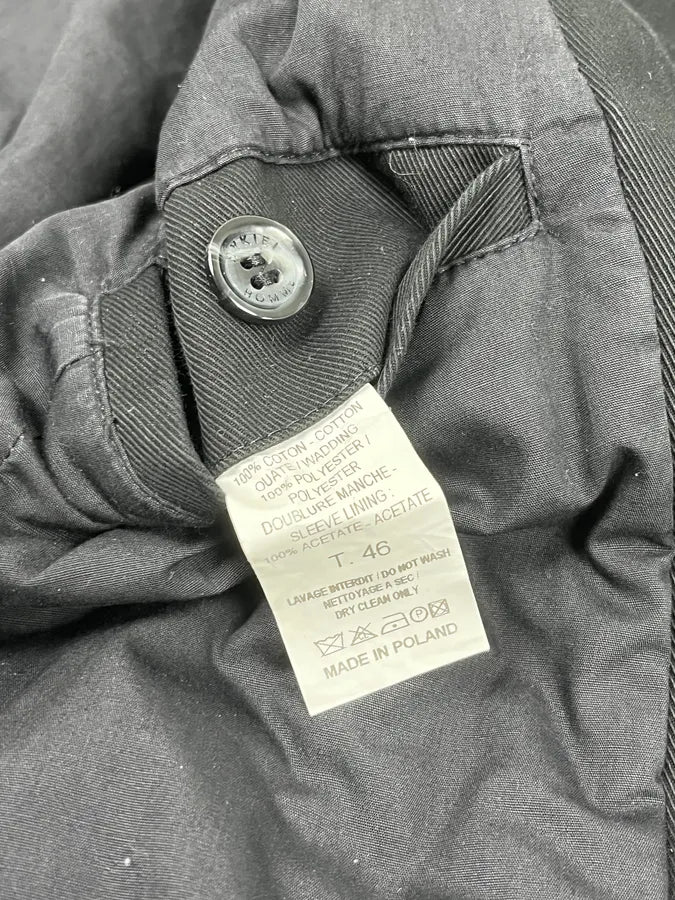 RYKIEL
HOMME
100% COTON - COTTON
OUATE / WADDING
100% POLYESTER /
POLYESTER
DOUBLURE MANCHE -
SLEEVE LINING :
100% ACETATE - ACETATE
T. 46
LAVAGE INTERDIT / DO NOT WASH
NETTOYAGE A SEC /
DRY CLEAN ONLY
P
MADE IN POLAND